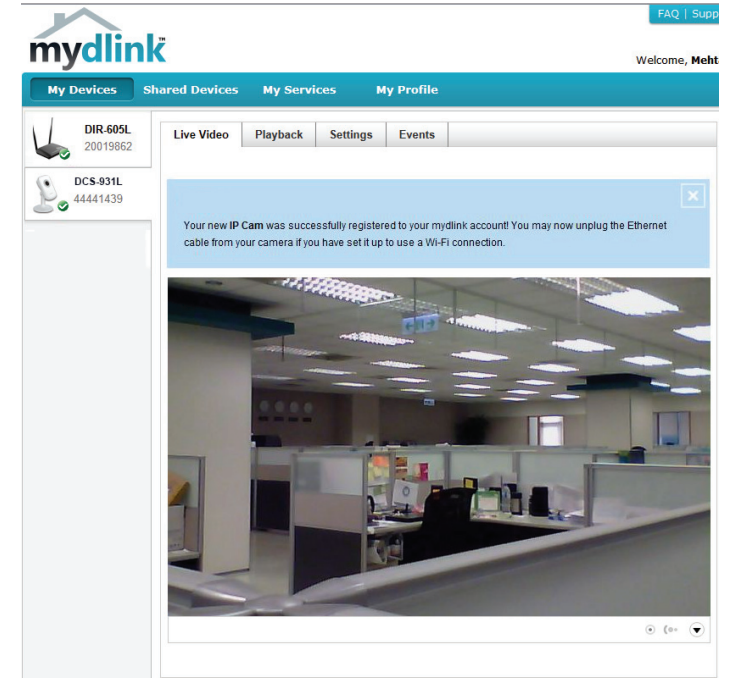 FAQ | Supp
mydlink™
Welcome, Meht
My Devices Shared Devices My Services My Profile
DIR-605L
20019862
DCS-931L
44441439
Live Video Playback Settings Events
Your new IP Cam was successfully registered to your mydlink account! You may now unplug the Ethernet
cable from your camera if you have set it up to use a Wi-Fi connection.